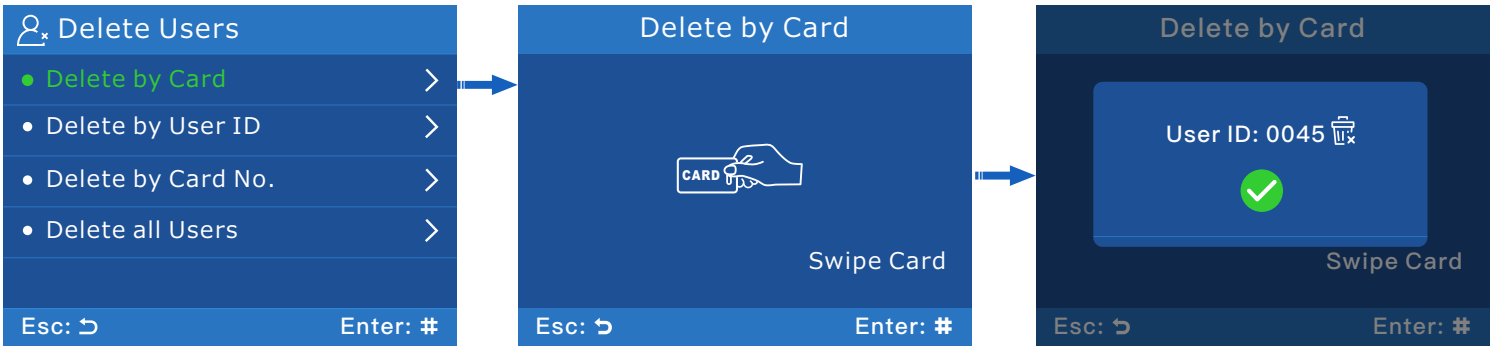 Delete Users
Delete by Card
Delete by User ID
Delete by Card No.
Delete all Users
Esc: ⮌ Enter: #
Delete by Card
CARD
Swipe Card
Esc: ⮌ Enter: #
Delete by Card
User ID: 0045
Swipe Card
Esc: ⮌ Enter: #